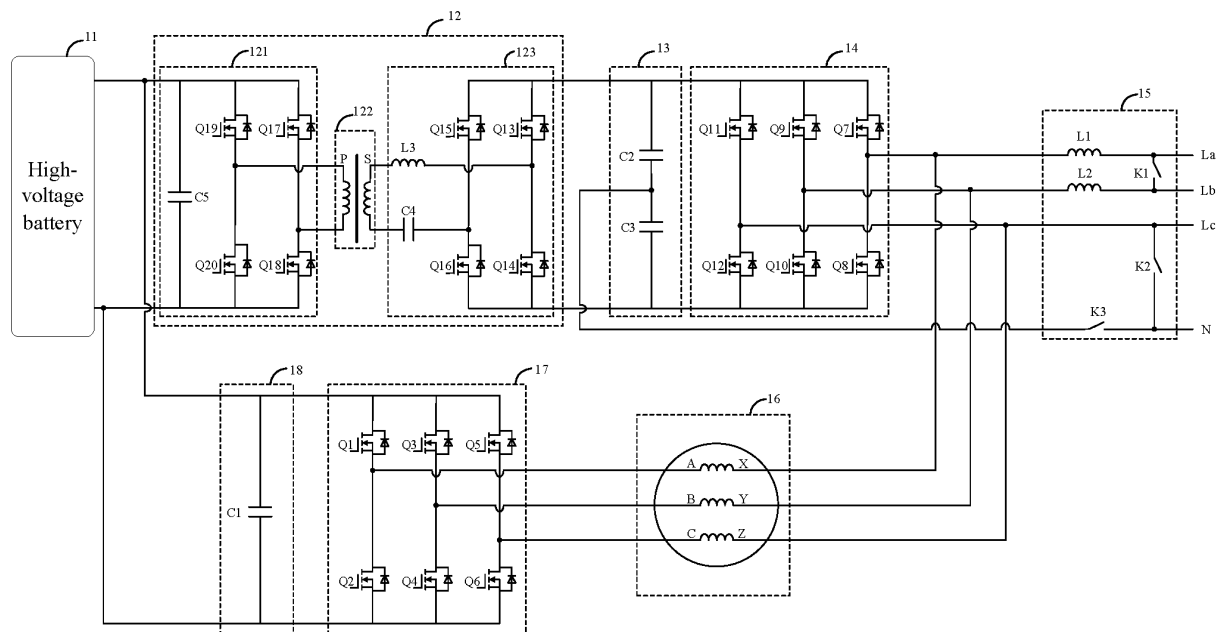 11
12
13
14
15
121
122
123
High-
voltage
battery
C5
Q19
Q17
Q20
Q18
P
S
L3
C4
Q15
Q13
Q16
Q14
C2
C3
Q11
Q9
Q7
Q12
Q10
Q8
L1
L2
K1
K2
K3
La
Lb
Lc
N
18
17
16
C1
Q1
Q3
Q5
Q2
Q4
Q6
A
X
B
Y
C
Z